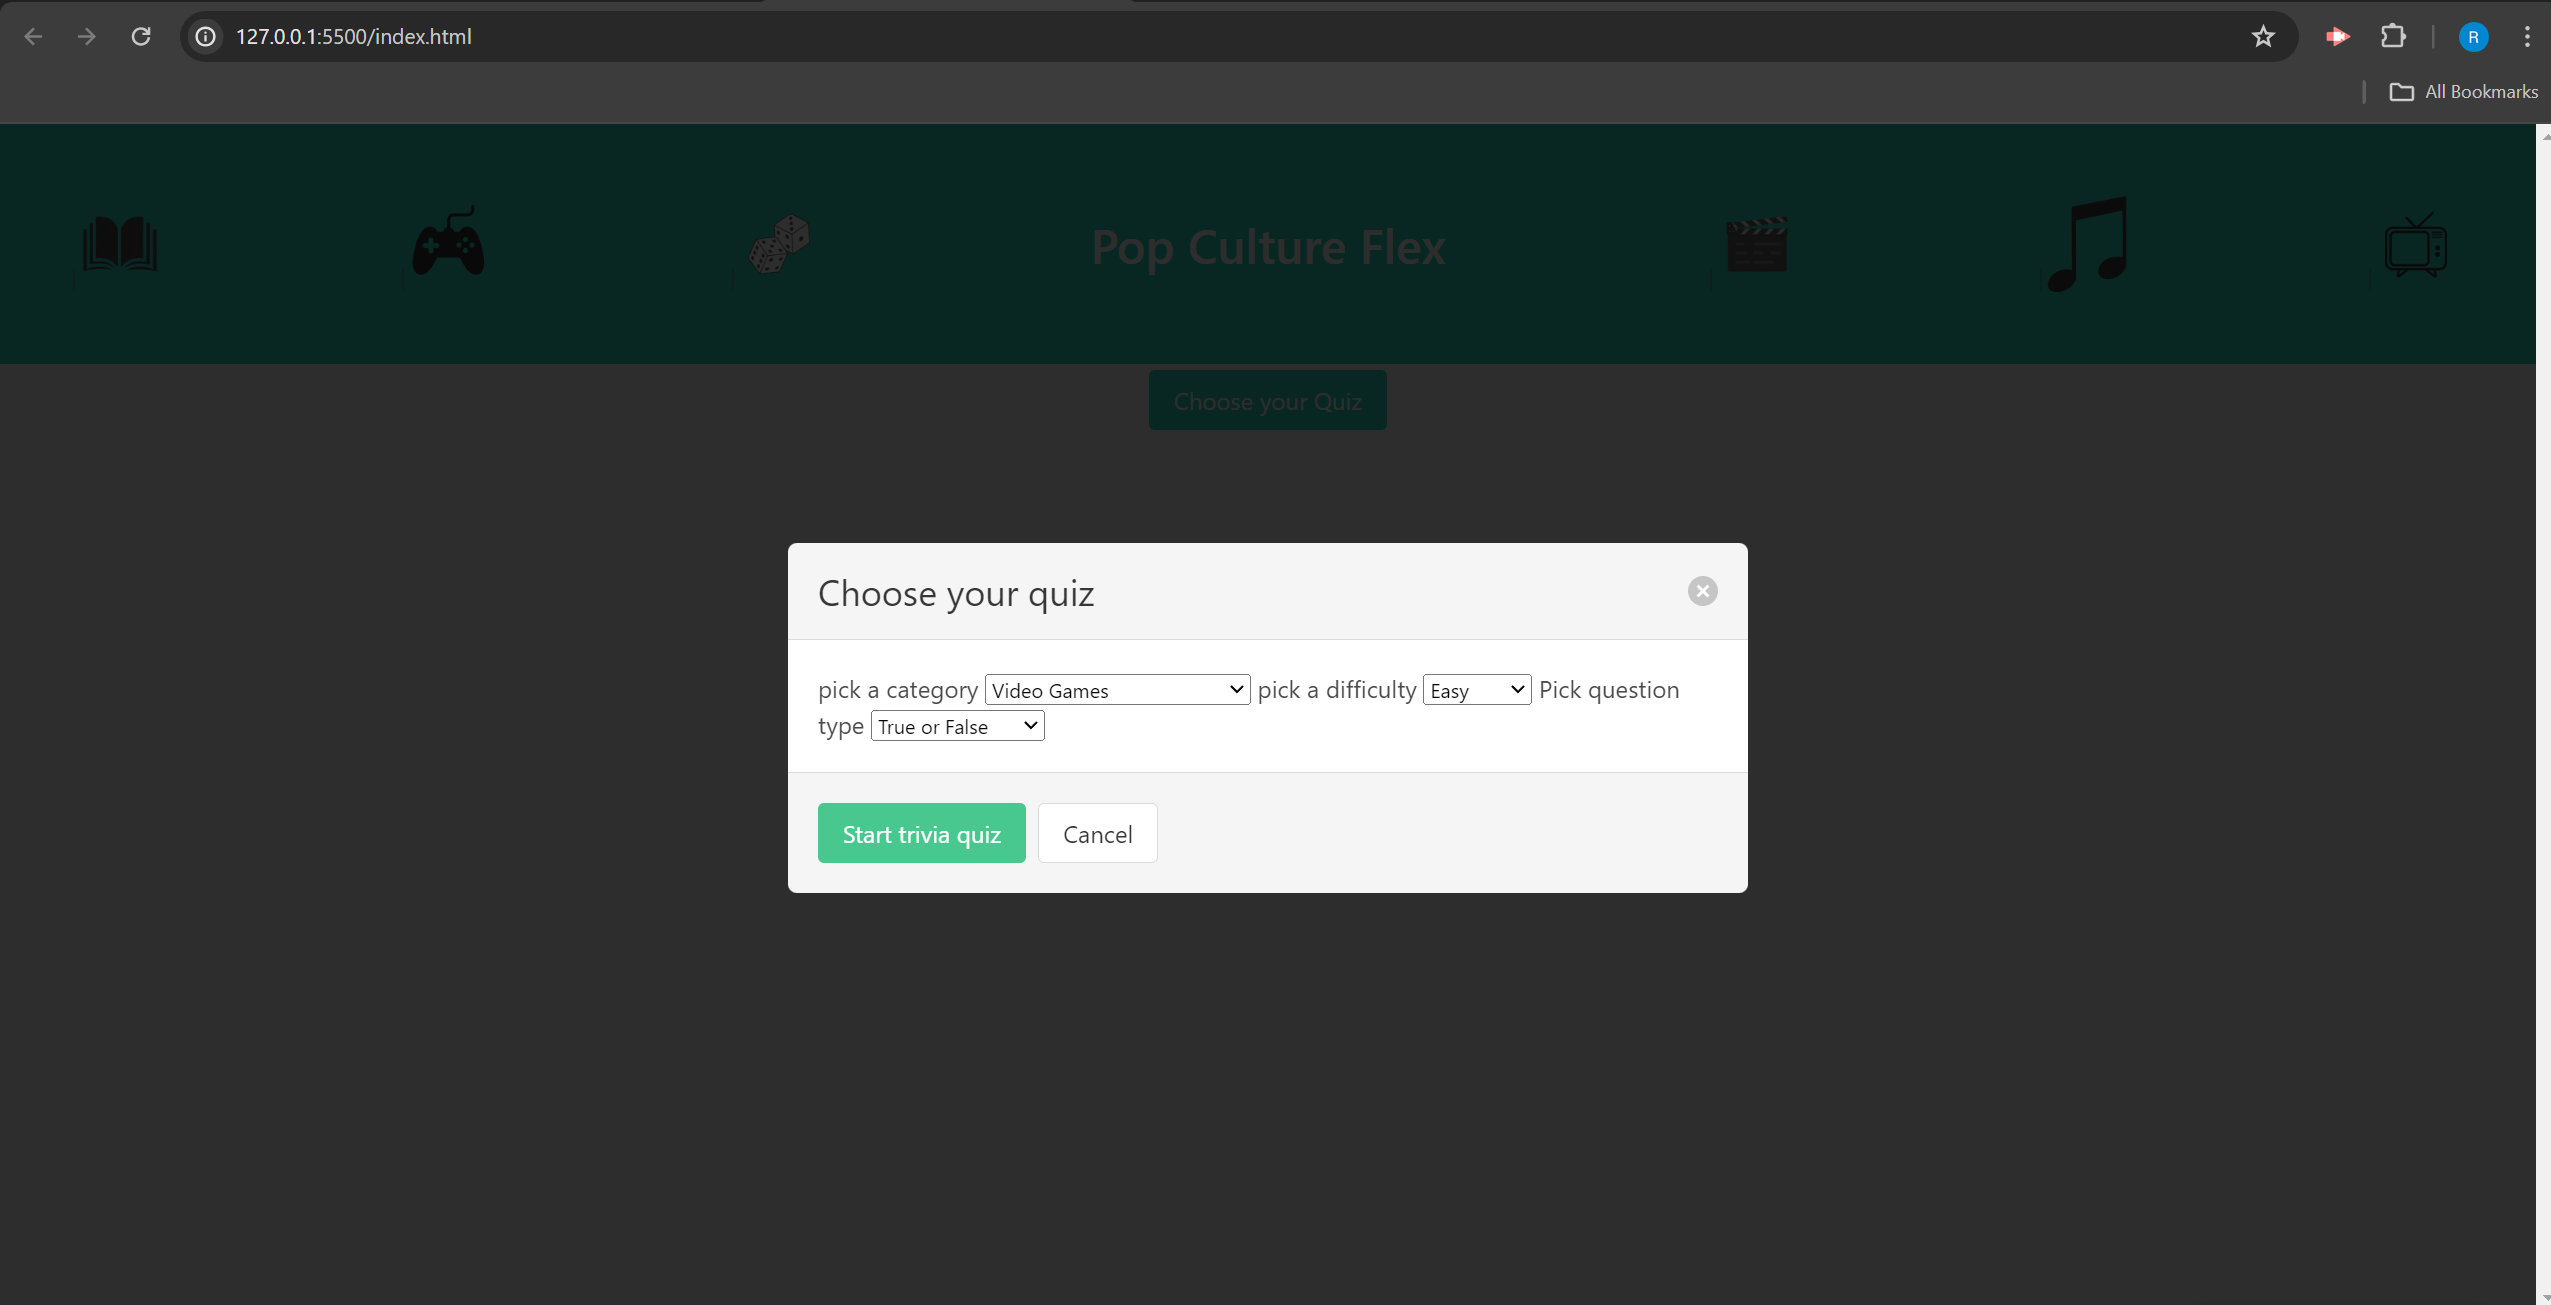 127.0.0.1:5500/index.html
R
All Bookmarks
Pop Culture Flex
Choose your Quiz
Choose your quiz
pick a category Video Games pick a difficulty Easy Pick question
type True or False
Start trivia quiz Cancel